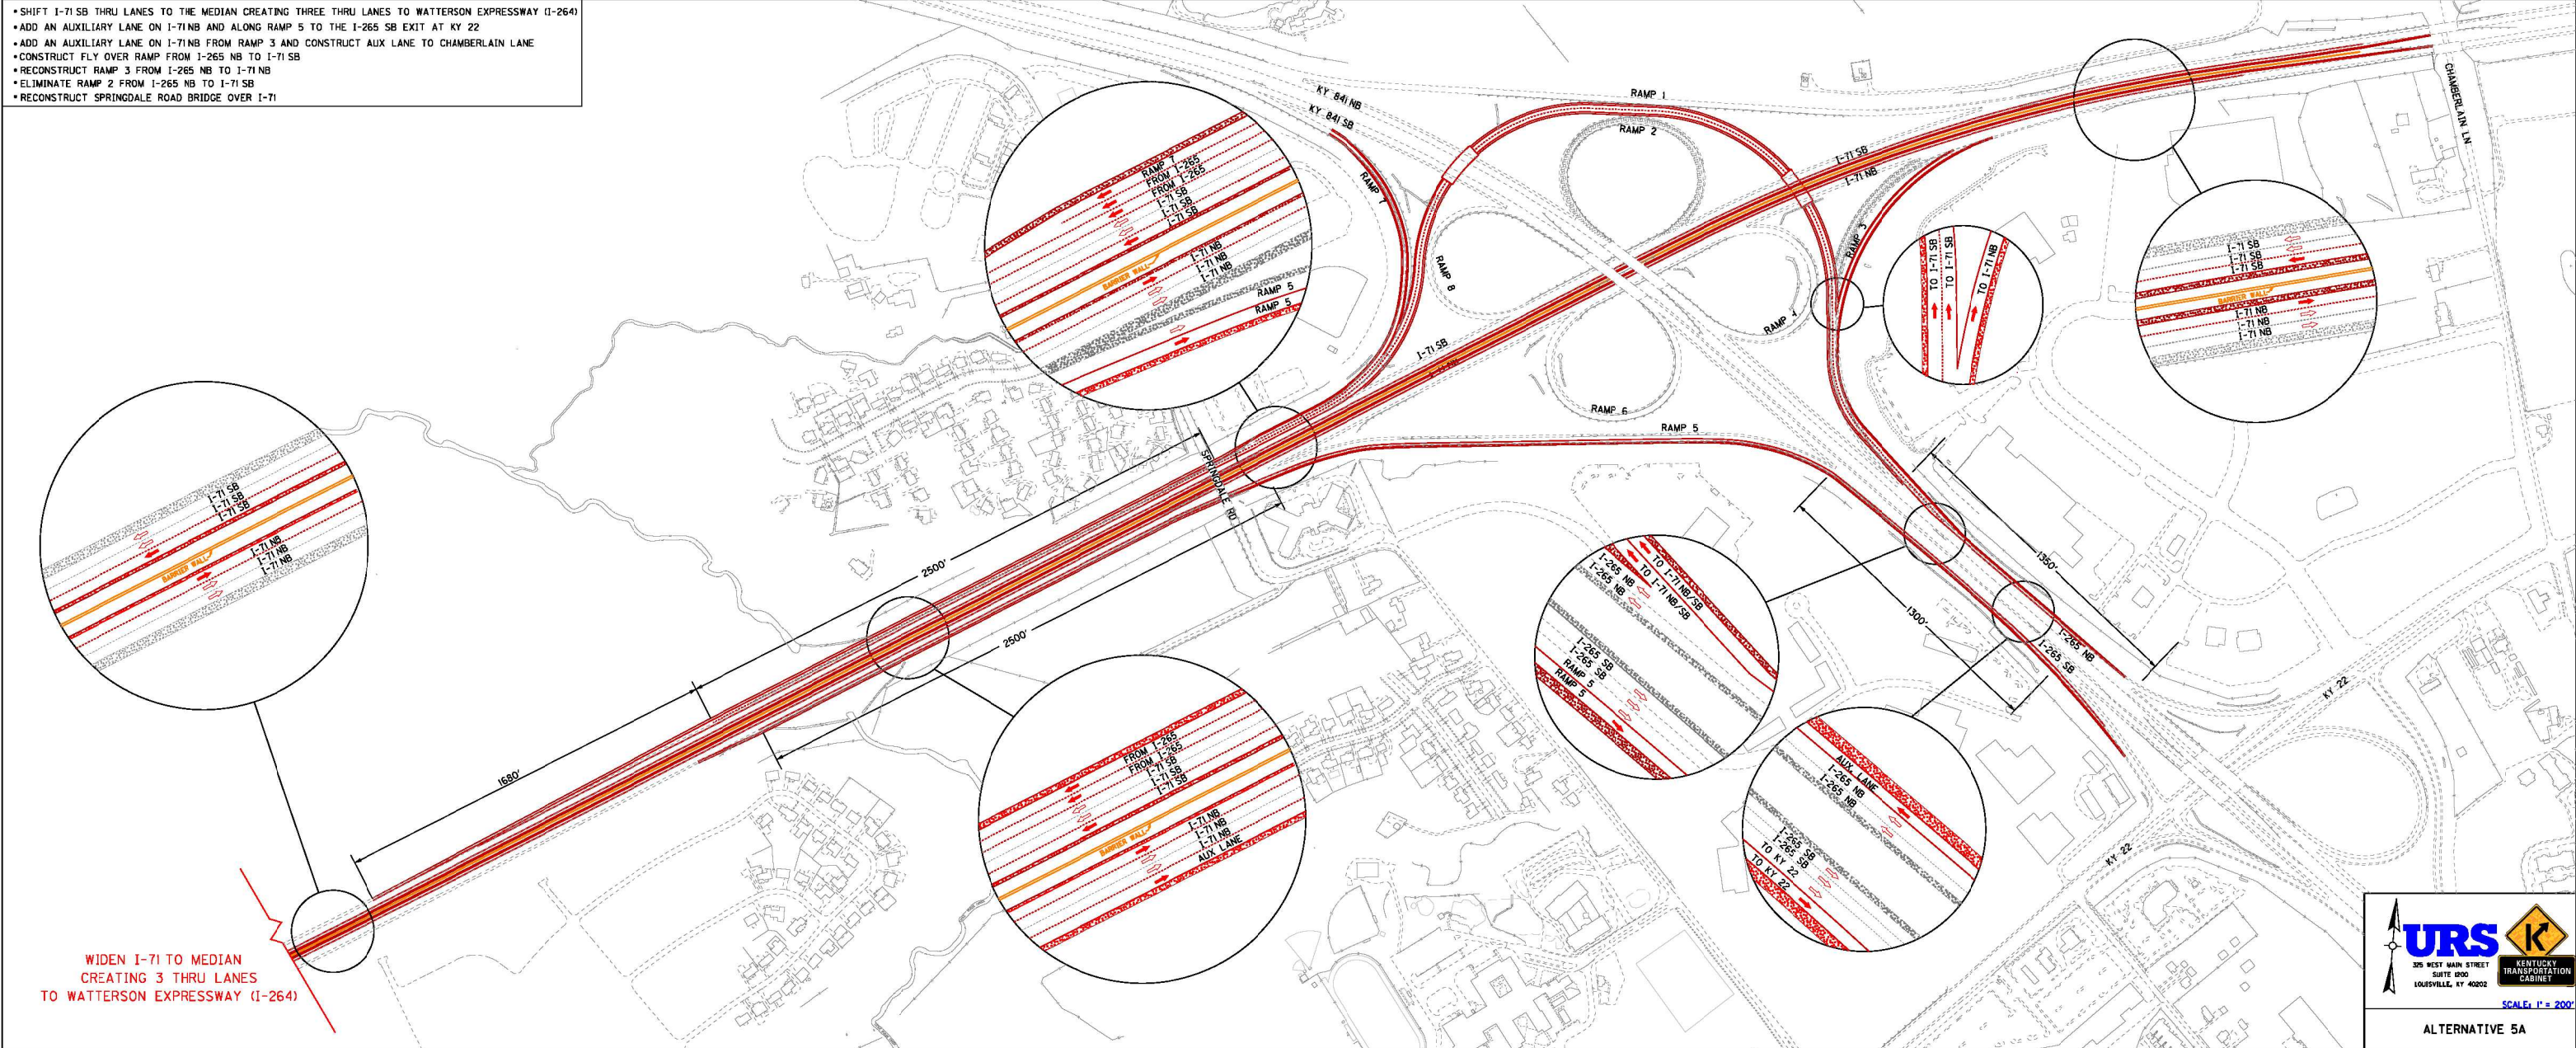 • SHIFT I-71 SB THRU LANES TO THE MEDIAN CREATING THREE THRU LANES TO WATTERSON EXPRESSWAY (I-264)
• ADD AN AUXILIARY LANE ON I-71 NB AND ALONG RAMP 5 TO THE I-265 SB EXIT AT KY 22
• ADD AN AUXILIARY LANE ON I-71 NB FROM RAMP 3 AND CONSTRUCT AUX LANE TO CHAMBERLAIN LANE
• CONSTRUCT FLY OVER RAMP FROM I-265 NB TO I-71 SB
• RECONSTRUCT RAMP 3 FROM I-265 NB TO I-71 NB
• ELIMINATE RAMP 2 FROM I-265 NB TO I-71 SB
• RECONSTRUCT SPRINGDALE ROAD BRIDGE OVER I-71
KY 841 NB
KY 841 SB
RAMP 1
RAMP 2
CHAMBERLAIN LN
I-71 SB
I-71 NB
RAMP 7
RAMP 8
RAMP 3
RAMP 4
I-71 SB
I-71 NB
RAMP 6
RAMP 5
RAMP 7
FROM I-265
FROM I-265
I-71 SB
I-71 SB
I-71 SB
BARRIER WALL
I-71 NB
I-71 NB
I-71 NB
RAMP 5
RAMP 5
TO I-71 SB
TO I-71 SB
TO I-71 NB
I-71 SB
I-71 SB
I-71 SB
BARRIER WALL
I-71 NB
I-71 NB
I-71 NB
I-71 SB
I-71 SB
I-71 SB
BARRIER WALL
I-71 NB
I-71 NB
I-71 NB
SPRINGDALE RD
2500'
2500'
1680'
1350'
1300'
I-265 NB
I-265 SB
KY 22
KY 22
TO I-71 NB/SB
TO I-71 NB/SB
I-265 NB
I-265 NB
I-265 SB
I-265 SB
RAMP 5
RAMP 5
FROM I-265
FROM I-265
I-71 SB
I-71 SB
I-71 SB
BARRIER WALL
I-71 NB
I-71 NB
I-71 NB
AUX LANE
AUX LANE
I-265 NB
I-265 NB
I-265 SB
I-265 SB
TO KY 22
TO KY 22
WIDEN I-71 TO MEDIAN
CREATING 3 THRU LANES
TO WATTERSON EXPRESSWAY (I-264)
URS
325 WEST MAIN STREET
SUITE 1200
LOUISVILLE, KY 40202
KENTUCKY
TRANSPORTATION
CABINET
SCALE: 1" = 200'
ALTERNATIVE 5A